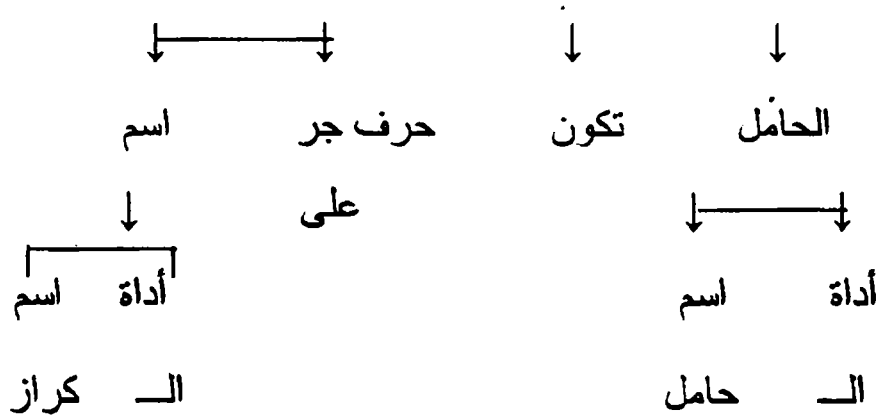 الحامل تكون حرف جر اسم
على
أداة اسم أداة اسم
الـ حامل الـ كراز